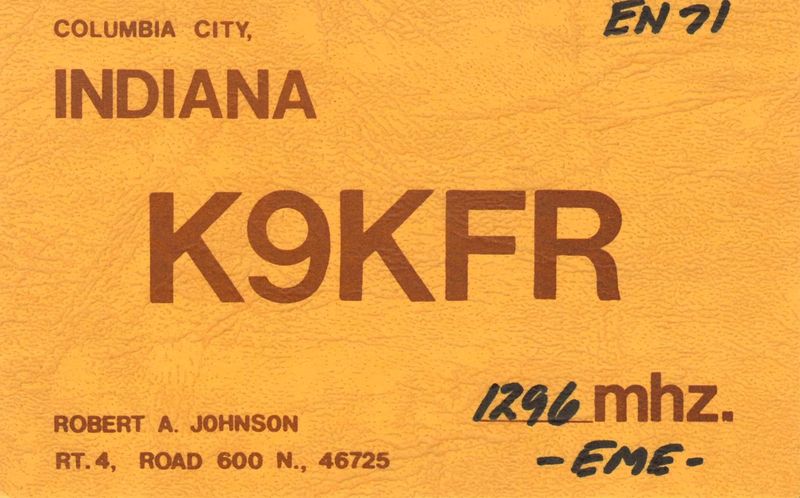 COLUMBIA CITY,
EN71
INDIANA
K9KFR
1296 mhz.
-EME-
ROBERT A. JOHNSON
RT. 4, ROAD 600 N., 46725